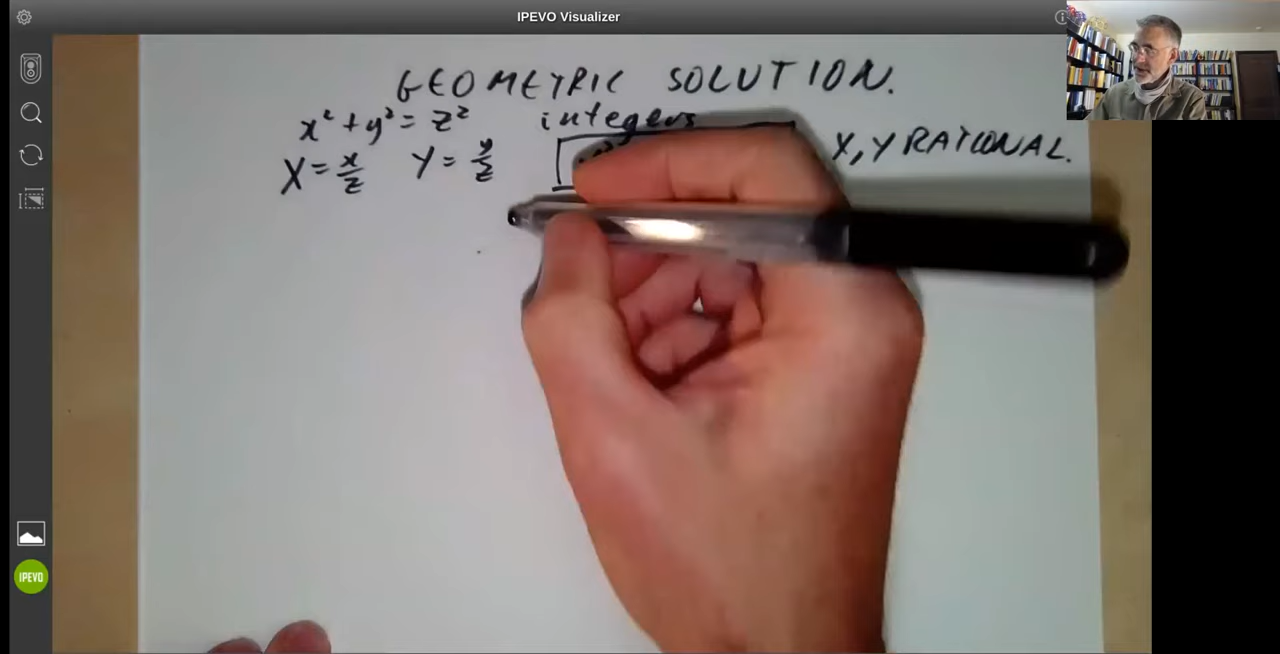 IPEVO Visualizer
GEOMETRIC SOLUTION.
x² + y² = z² integers
X = x/z Y = y/z X, Y RATIONAL.
IPEVO